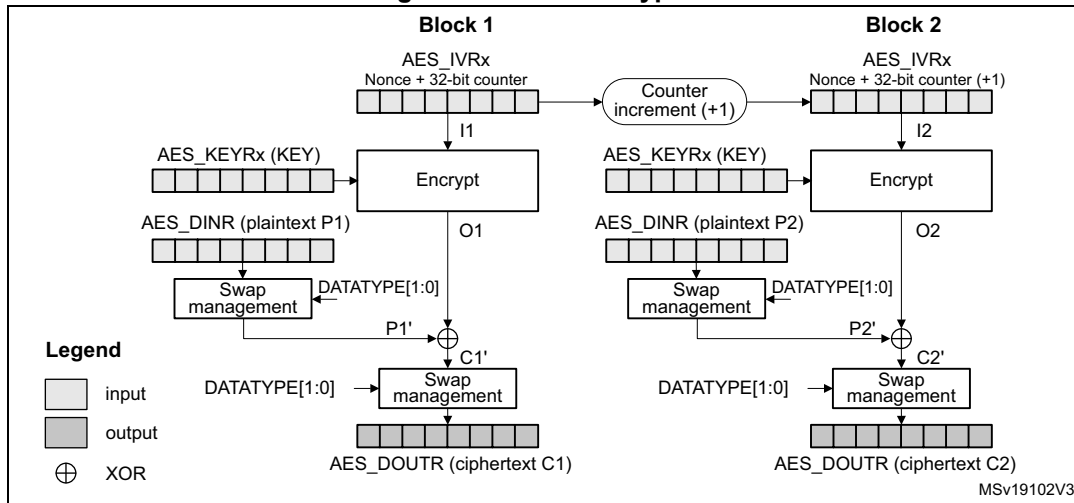 Block 1
Block 2
AES_IVRx
Nonce + 32-bit counter
Counter
increment (+1)
AES_IVRx
Nonce + 32-bit counter (+1)
I1
I2
AES_KEYRx (KEY)
Encrypt
AES_KEYRx (KEY)
Encrypt
AES_DINR (plaintext P1)
O1
AES_DINR (plaintext P2)
O2
Swap
management
DATATYPE[1:0]
Swap
management
DATATYPE[1:0]
P1'
P2'
C1'
C2'
Legend
input
output
XOR
DATATYPE[1:0]
Swap
management
DATATYPE[1:0]
Swap
management
AES_DOUTR (ciphertext C1)
AES_DOUTR (ciphertext C2)
MSv19102V3